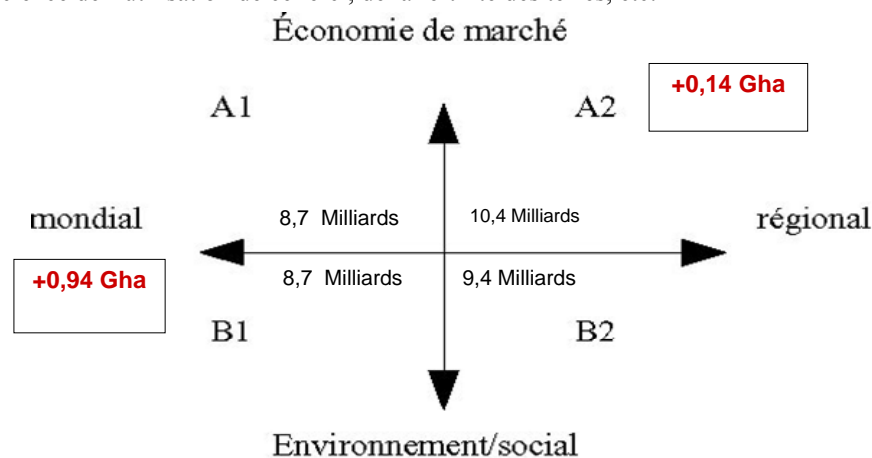 Économie de marché
A1
A2
+0,14 Gha
mondial
8,7 Milliards
10,4 Milliards
régional
+0,94 Gha
8,7 Milliards
9,4 Milliards
B1
B2
Environnement/social